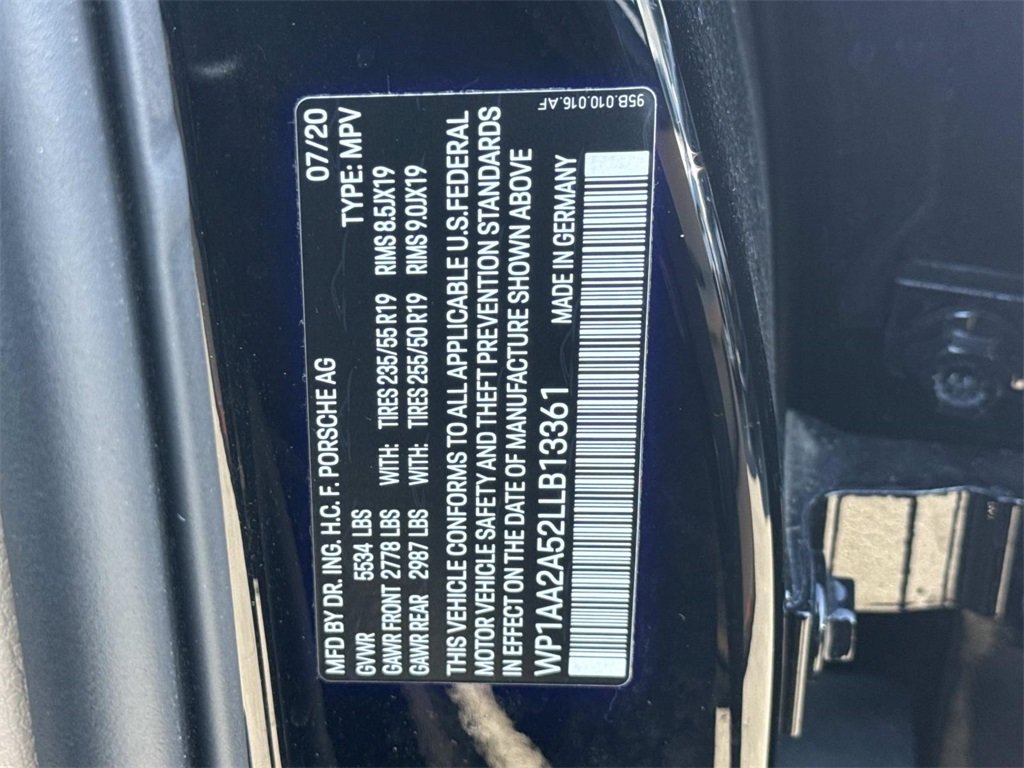 MFD BY DR. ING. H.C. F. PORSCHE AG 07/20
GVWR 5534 LBS TYPE: MPV
GAWR FRONT 2778 LBS WITH: TIRES 235/55 R19 RIMS 8.5JX19
GAWR REAR 2987 LBS WITH: TIRES 255/50 R19 RIMS 9.0JX19
THIS VEHICLE CONFORMS TO ALL APPLICABLE U.S. FEDERAL
MOTOR VEHICLE SAFETY AND THEFT PREVENTION STANDARDS
IN EFFECT ON THE DATE OF MANUFACTURE SHOWN ABOVE
WP1AA2A52LLB13361 MADE IN GERMANY
95B.010.016.AF